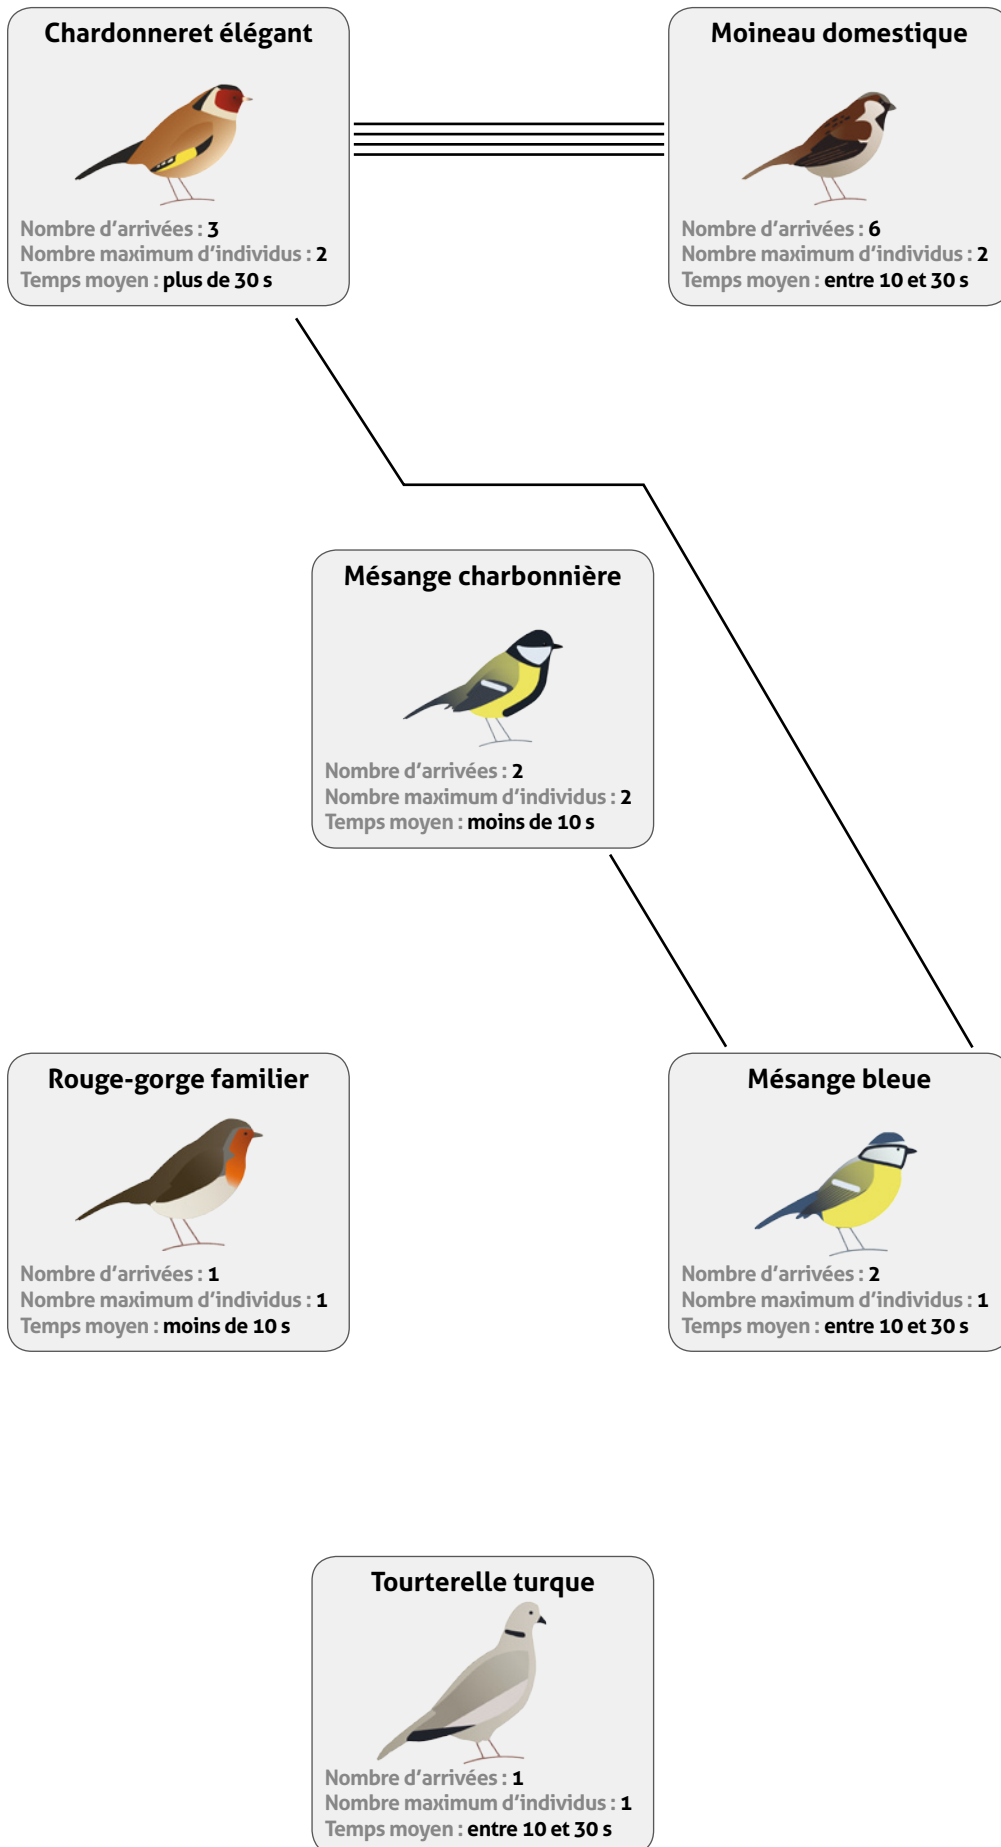 Chardonneret élégant
Nombre d'arrivées : 3
Nombre maximum d'individus : 2
Temps moyen : plus de 30 s
Moineau domestique
Nombre d'arrivées : 6
Nombre maximum d'individus : 2
Temps moyen : entre 10 et 30 s
Mésange charbonnière
Nombre d'arrivées : 2
Nombre maximum d'individus : 2
Temps moyen : moins de 10 s
Rouge-gorge familier
Nombre d'arrivées : 1
Nombre maximum d'individus : 1
Temps moyen : moins de 10 s
Mésange bleue
Nombre d'arrivées : 2
Nombre maximum d'individus : 1
Temps moyen : entre 10 et 30 s
Tourterelle turque
Nombre d'arrivées : 1
Nombre maximum d'individus : 1
Temps moyen : entre 10 et 30 s